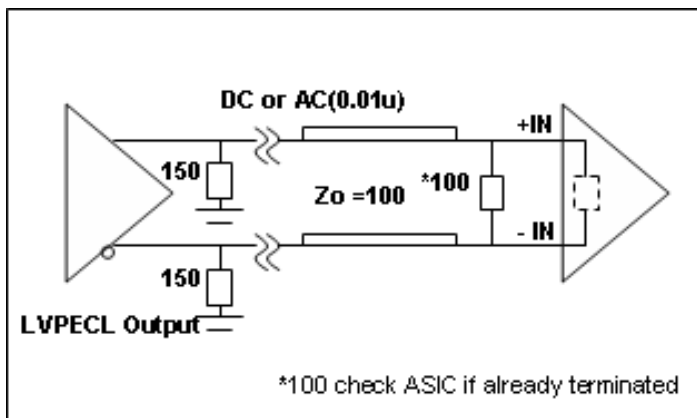 DC or AC(0.01u)
+IN
150
Zo =100
*100
- IN
150
LVPECL Output
*100 check ASIC if already terminated